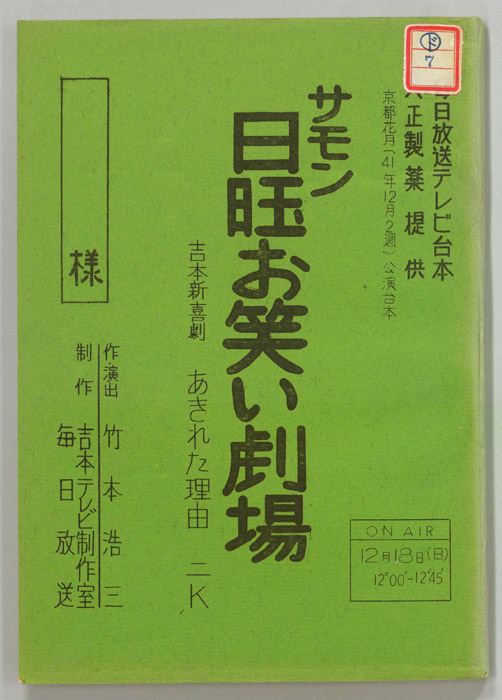 ㋣
7
日放送テレビ台本
正製薬提供
京都花月(41年12月2週)公演台本
サモン
日曜お笑い劇場
吉本新喜劇 あきれた理由 二K
作・演出 竹本浩三
制作 吉本テレビ制作室
毎日放送
様
ON AIR
12月18日(日)
12°00′~12°45′